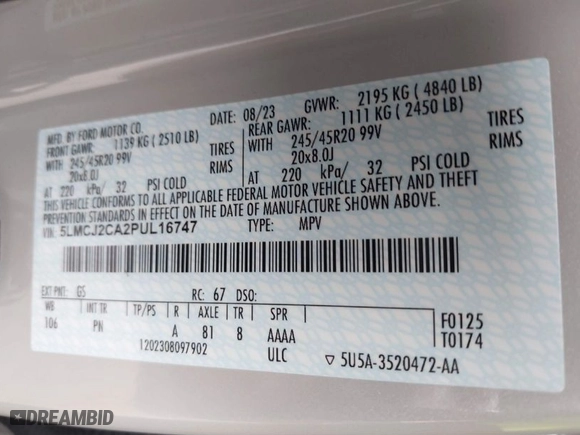 MFD. BY FORD MOTOR CO.
DATE: 08/23 GVWR: 2195 KG ( 4840 LB)
FRONT GAWR: 1139 KG ( 2510 LB) REAR GAWR: 1111 KG ( 2450 LB)
WITH 245/45R20 99V TIRES WITH 245/45R20 99V TIRES
20x8.0J RIMS 20x8.0J RIMS
AT 220 kPa/ 32 PSI COLD AT 220 kPa/ 32 PSI COLD
THIS VEHICLE CONFORMS TO ALL APPLICABLE FEDERAL MOTOR VEHICLE SAFETY AND THEFT
PREVENTION STANDARDS IN EFFECT ON THE DATE OF MANUFACTURE SHOWN ABOVE.
VIN: 5LMCJ2CA2PUL16747 TYPE: MPV
EXT PNT: G5 RC: 67 DSO:
WB INT TR TP/PS R AXLE TR SPR
106 PN A 81 8 AAAA
F0125
T0174
1202308097902 ULC ▽ 5U5A-3520472-AA
DREAMBID